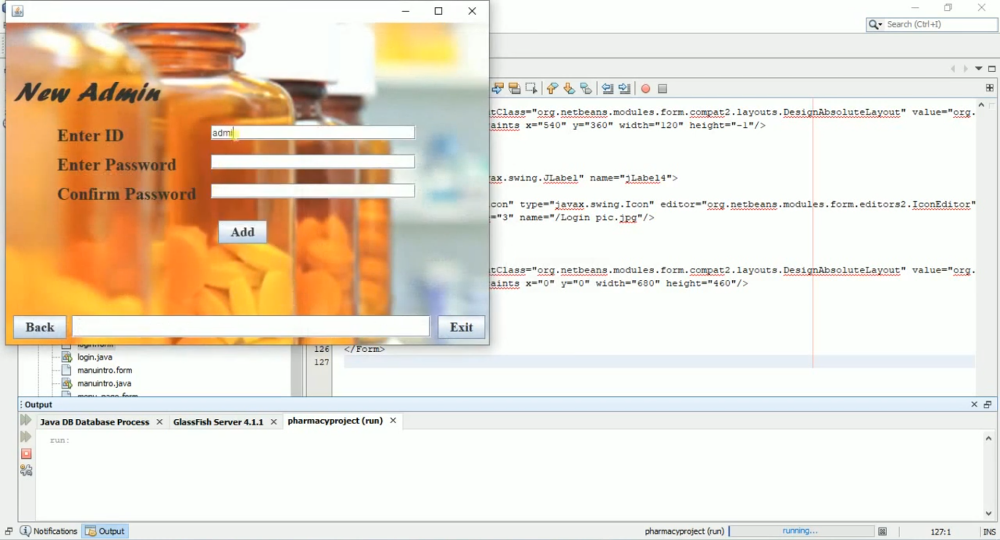 Search (Ctrl+I)
New Admin
Enter ID
admi
Enter Password
Confirm Password
Add
Back
Exit
tClass="org.netbeans.modules.form.compat2.layouts.DesignAbsoluteLayout" value="org.
aints x="540" y="360" width="120" height="-1"/>
ax.swing.JLabel" name="jLabel4">
con" type="javax.swing.Icon" editor="org.netbeans.modules.form.editors2.IconEditor"
="3" name="/Login pic.jpg"/>
tClass="org.netbeans.modules.form.compat2.layouts.DesignAbsoluteLayout" value="org.
aints x="0" y="0" width="680" height="460"/>
126 </Form>
127
login.form
login.java
manuintro.form
manuintro.java
menu_page.form
Output
Java DB Database Process
GlassFish Server 4.1.1
pharmacyproject (run)
run:
Notifications
Output
pharmacyproject (run)
running...
127:1
INS